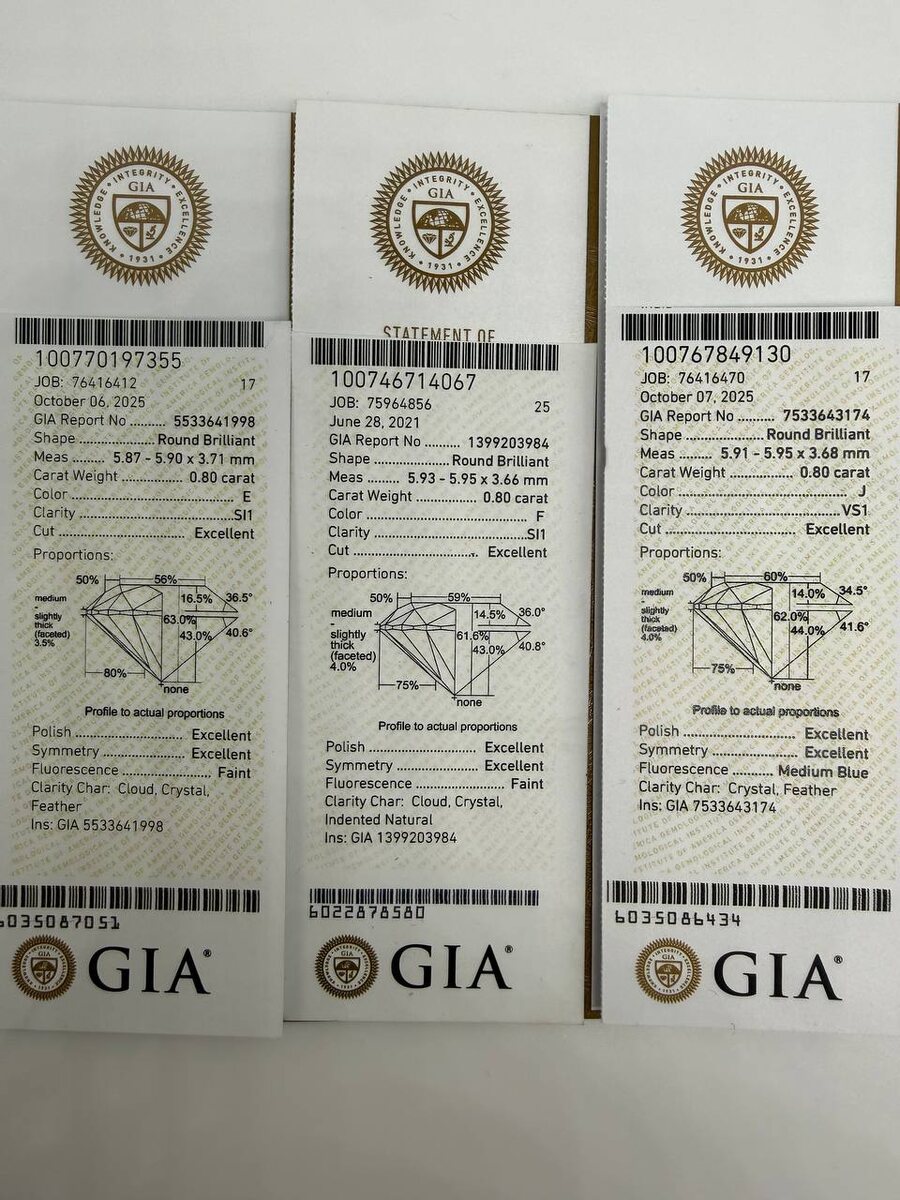 KNOWLEDGE • INTEGRITY • EXCELLENCE
GIA
• 1931 •
100770197355
JOB: 76416412 17
October 06, 2025
GIA Report No .......... 5533641998
Shape .................. Round Brilliant
Meas ........ 5.87 - 5.90 x 3.71 mm
Carat Weight ................ 0.80 carat
Color ........................................ E
Clarity ..................................... SI1
Cut ................................ Excellent
Proportions:
50% 56%
16.5% 36.5°
medium
-
slightly
thick
(faceted)
3.5%
63.0%
43.0% 40.6°
80%
none
Profile to actual proportions
Polish ........................... Excellent
Symmetry ...................... Excellent
Fluorescence ..................... Faint
Clarity Char: Cloud, Crystal,
Feather
Ins: GIA 5533641998
6035087051
GIA®
KNOWLEDGE • INTEGRITY • EXCELLENCE
GIA
• 1931 •
STATEMENT OF
100746714067
JOB: 75964856 25
June 28, 2021
GIA Report No .......... 1399203984
Shape .................. Round Brilliant
Meas ........ 5.93 - 5.95 x 3.66 mm
Carat Weight ................ 0.80 carat
Color ........................................ F
Clarity ..................................... SI1
Cut ................................ Excellent
Proportions:
50% 59%
14.5% 36.0°
medium
-
slightly
thick
(faceted)
4.0%
61.6%
43.0% 40.8°
75%
none
Profile to actual proportions
Polish ........................... Excellent
Symmetry ...................... Excellent
Fluorescence ..................... Faint
Clarity Char: Cloud, Crystal,
Indented Natural
Ins: GIA 1399203984
6022878580
GIA®
KNOWLEDGE • INTEGRITY • EXCELLENCE
GIA
• 1931 •
100767849130
JOB: 76416470 17
October 07, 2025
GIA Report No .......... 7533643174
Shape .................. Round Brilliant
Meas ........ 5.91 - 5.95 x 3.68 mm
Carat Weight ................ 0.80 carat
Color ........................................ J
Clarity ..................................... VS1
Cut ................................ Excellent
Proportions:
50% 60%
14.0% 34.5°
medium
-
slightly
thick
(faceted)
4.0%
62.0%
44.0% 41.6°
75%
none
Profile to actual proportions
Polish ........................... Excellent
Symmetry ...................... Excellent
Fluorescence .......... Medium Blue
Clarity Char: Crystal, Feather
Ins: GIA 7533643174
6035086434
GIA®